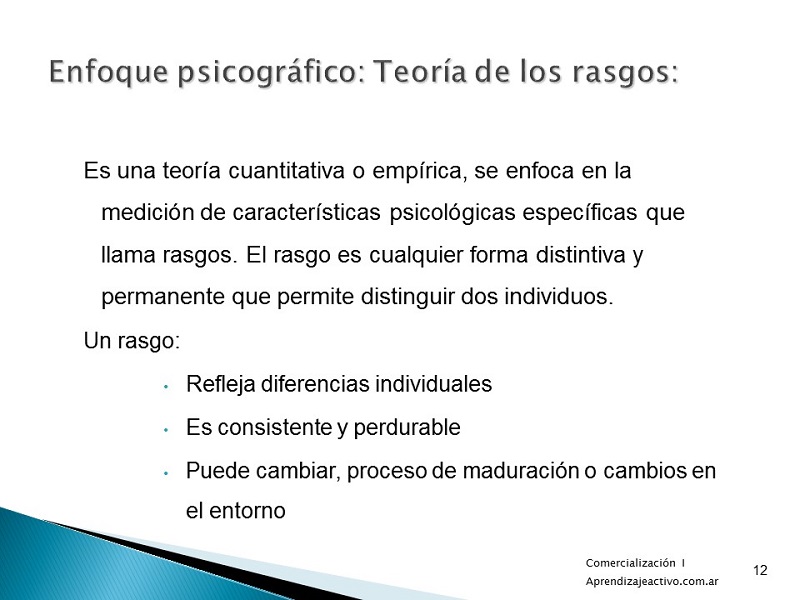 Enfoque psicográfico: Teoría de los rasgos:
Es una teoría cuantitativa o empírica, se enfoca en la
medición de características psicológicas específicas que
llama rasgos. El rasgo es cualquier forma distintiva y
permanente que permite distinguir dos individuos.
Un rasgo:
• Refleja diferencias individuales
• Es consistente y perdurable
• Puede cambiar, proceso de maduración o cambios en
el entorno
Comercialización I
Aprendizajeactivo.com.ar
12